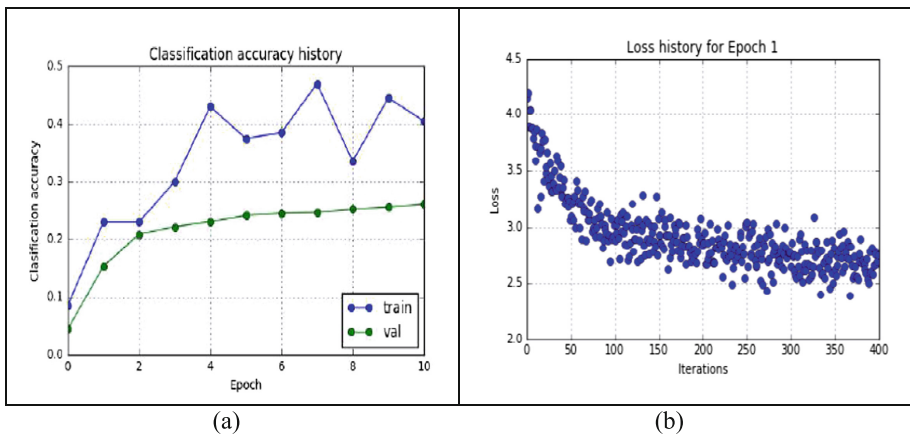 Classification accuracy history
0.5
0.4
0.3
0.2
0.1
0.0
Clasification accuracy
train
val
0 2 4 6 8 10
Epoch
(a)
Loss history for Epoch 1
4.5
4.0
3.5
3.0
2.5
2.0
Loss
0 50 100 150 200 250 300 350 400
Iterations
(b)